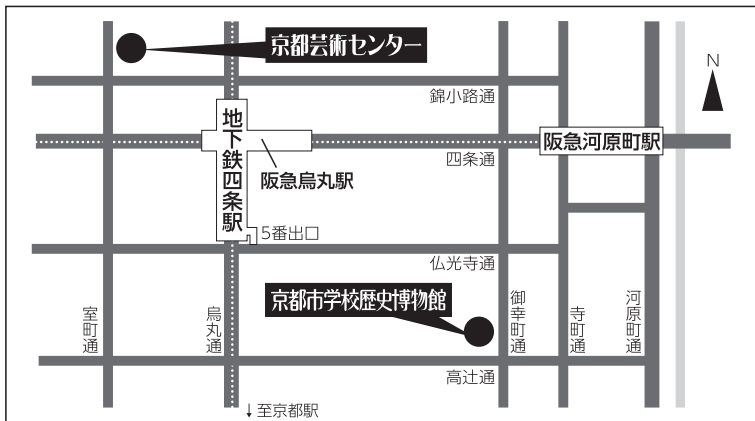 京都芸術センター
N
錦小路通
地下鉄四条駅
阪急河原町駅
四条通
阪急烏丸駅
5番出口
仏光寺通
京都市学校歴史博物館
室町通
烏丸通
御幸町通
寺町通
河原町通
高辻通
↓至京都駅